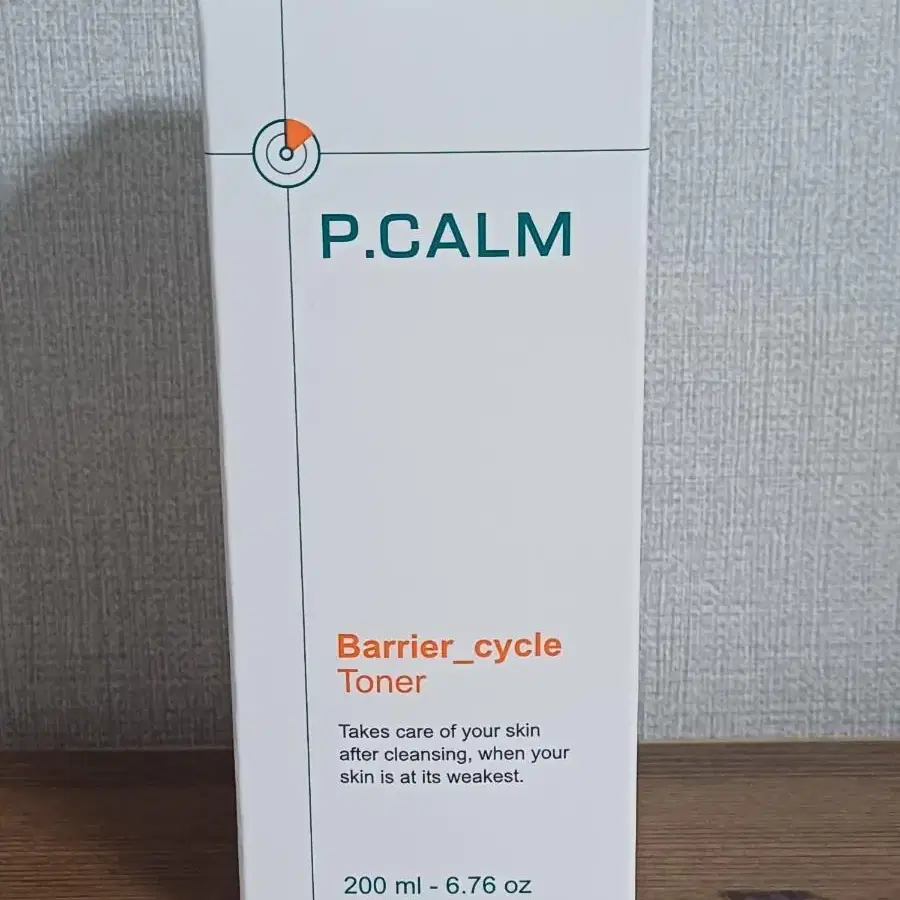 P.CALM
Barrier_cycle
Toner
Takes care of your skin
after cleansing, when your
skin is at its weakest.
200 ml - 6.76 oz